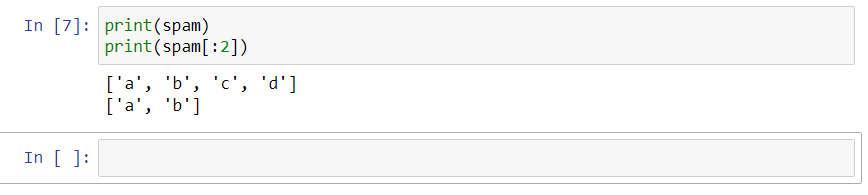 In [7]: print(spam)
print(spam[:2])
['a', 'b', 'c', 'd']
['a', 'b']
In [ ]: